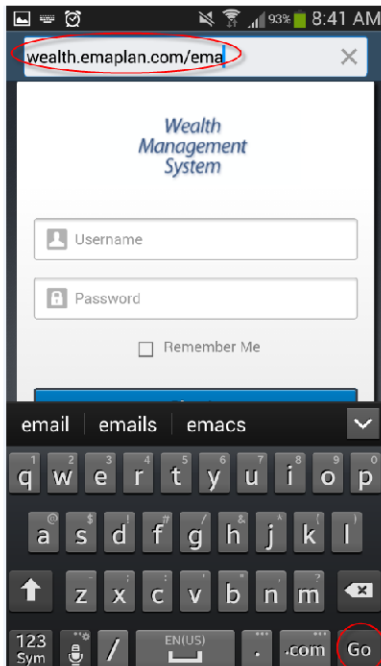 93% 8:41 AM
wealth.emaplan.com/ema
Wealth
Management
System
Username
Password
Remember Me
email emails emacs
1 2 3 4 5 6 7 8 9 0
q w e r t y u i o p
a s d f g h j k l
z x c v b n m
123 / EN(US) . .com Go
Sym